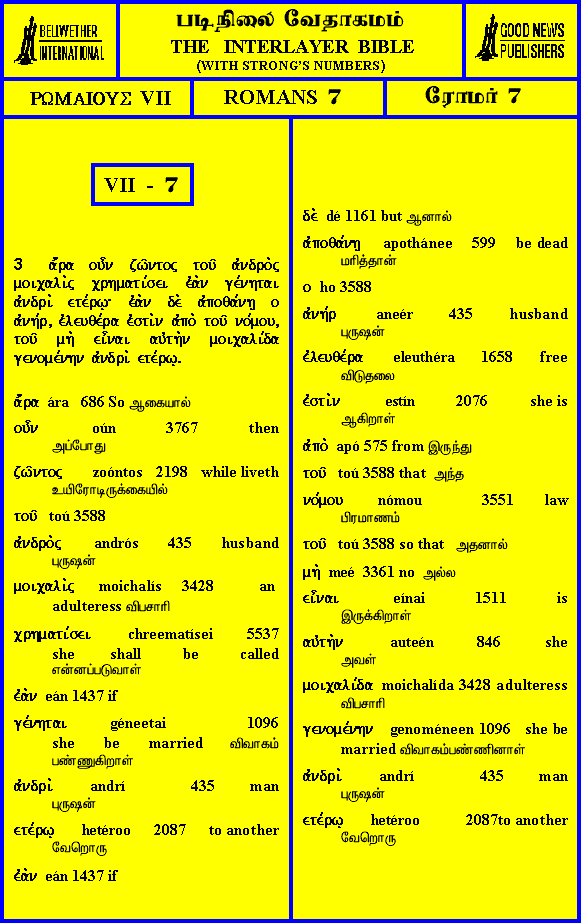 BELLWETHER INTERNATIONAL
படிநிலை வேதாகமம்
THE INTERLAYER BIBLE
(WITH STRONG'S NUMBERS)
GOOD NEWS PUBLISHERS
ΡΩΜΑΙΟΥΣ VII
ROMANS 7
ரோமர் 7
VII - 7
3 ἄρα οὖν ζῶντος τοῦ ἀνδρὸς
μοιχαλὶς χρηματίσει ἐὰν γένηται
ἀνδρὶ ετέρῳ· ἐὰν δὲ ἀποθάνῃ ο
ἀνήρ, ἐλευθέρα ἐστὶν ἀπὸ τοῦ νόμου,
τοῦ μὴ εἶναι αὐτὴν μοιχαλίδα
γενομένην ἀνδρὶ ετέρῳ.
ἄρα ára 686 So ஆகையால்
οὖν oún 3767 then
அப்போது
ζῶντος zoóntos 2198 while liveth
உயிரோடிருக்கையில்
τοῦ toú 3588
ἀνδρὸς andrós 435 husband
புருஷன்
μοιχαλὶς moichalís 3428 an
adulteress விபசாரி
χρηματίσει chreematísei 5537
she shall be called
என்னப்படுவாள்
ἐὰν eán 1437 if
γένηται géneetai 1096
she be married விவாகம்
பண்ணுகிறாள்
ἀνδρὶ andrí 435 man
புருஷன்
ετέρῳ hetéroo 2087 to another
வேறொரு
ἐὰν eán 1437 if
δὲ dé 1161 but ஆனால்
ἀποθάνῃ apothánee 599 be dead
மரித்தான்
ο ho 3588
ἀνήρ aneér 435 husband
புருஷன்
ἐλευθέρα eleuthéra 1658 free
விடுதலை
ἐστὶν estín 2076 she is
ஆகிறாள்
ἀπὸ apó 575 from இருந்து
τοῦ toú 3588 that அந்த
νόμου nómou 3551 law
பிரமாணம்
τοῦ toú 3588 so that அதனால்
μὴ meé 3361 no அல்ல
εἶναι eínai 1511 is
இருக்கிறாள்
αὐτὴν auteén 846 she
அவள்
μοιχαλίδα moichalída 3428 adulteress
விபசாரி
γενομένην genoméneen 1096 she be
married விவாகம்பண்ணினாள்
ἀνδρὶ andrí 435 man
புருஷன்
ετέρῳ hetéroo 2087to another
வேறொரு